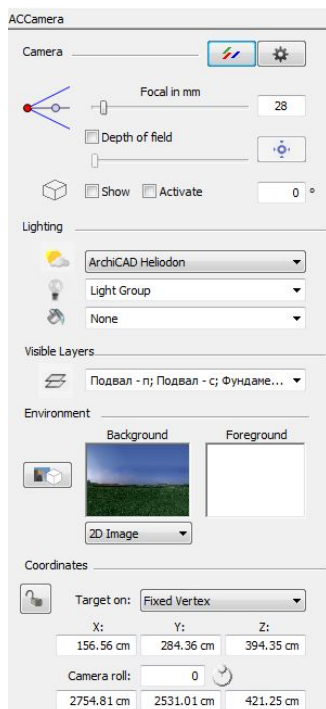 ACCamera
Camera
Focal in mm
28
Depth of field
Show Activate 0 °
Lighting
ArchiCAD Heliodon
Light Group
None
Visible Layers
Подвал - п; Подвал - с; Фундаме...
Environment
Background Foreground
2D Image
Coordinates
Target on: Fixed Vertex
X: Y: Z:
156.56 cm 284.36 cm 394.35 cm
Camera roll: 0
2754.81 cm 2531.01 cm 421.25 cm